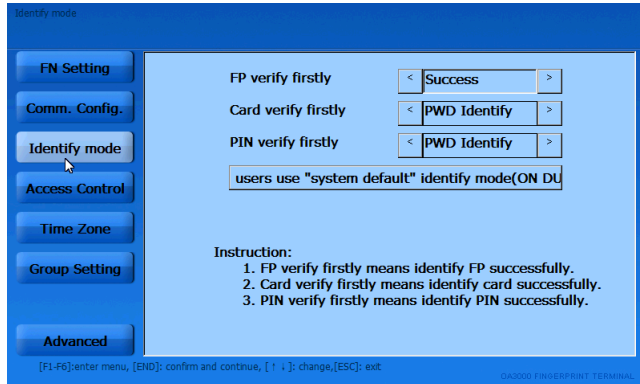 Identify mode
FN Setting
Comm. Config.
Identify mode
Access Control
Time Zone
Group Setting
Advanced
FP verify firstly < Success >
Card verify firstly < PWD Identify >
PIN verify firstly < PWD Identify >
users use "system default" identify mode(ON DU
Instruction:
1. FP verify firstly means identify FP successfully.
2. Card verify firstly means identify card successfully.
3. PIN verify firstly means identify PIN successfully.
[F1-F6]:enter menu, [END]: confirm and continue, [ ↑ ↓ ]: change,[ESC]: exit
OA3000 FINGERPRINT TERMINAL